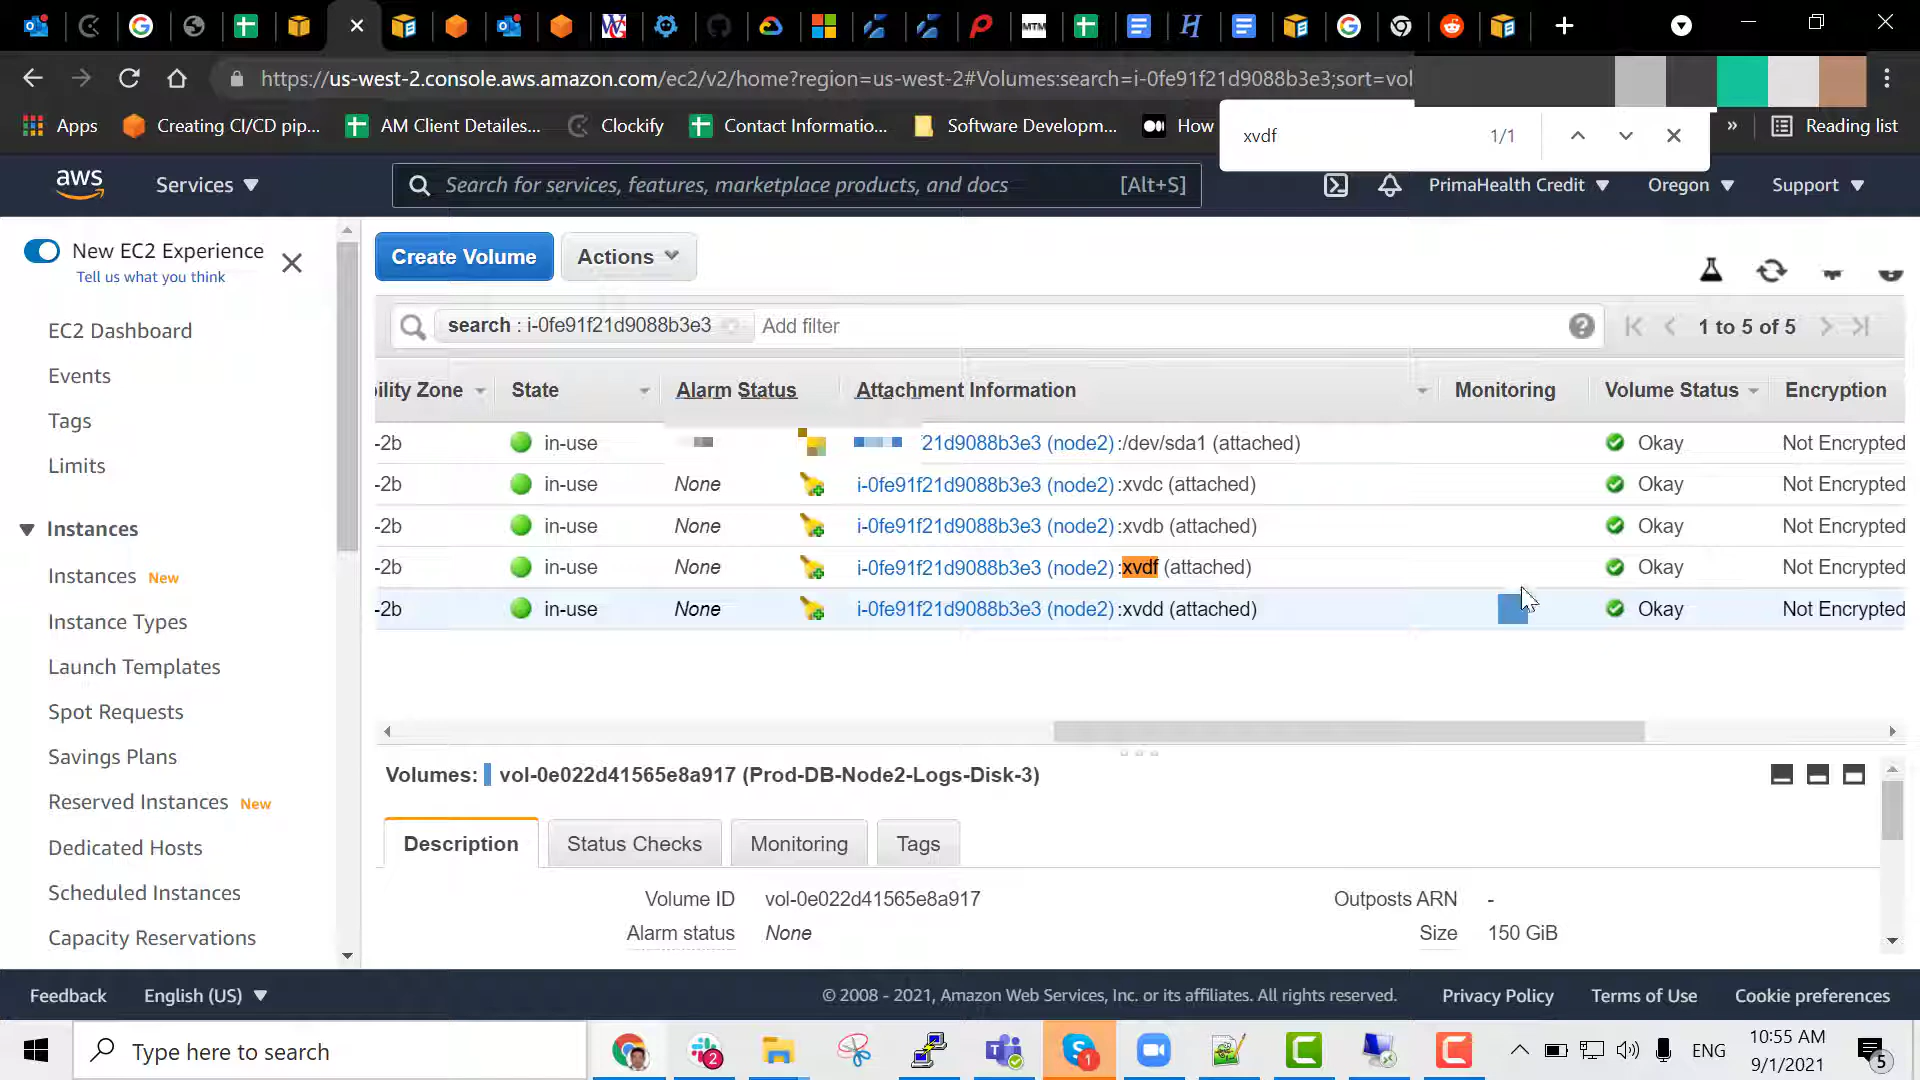 https://us-west-2.console.aws.amazon.com/ec2/v2/home?region=us-west-2#Volumes:search=i-0fe91f21d9088b3e3;sort=vol
Apps
Creating CI/CD pip...
AM Client Detailes...
Clockify
Contact Informatio...
Software Developm...
How
xvdf
1/1
»
Reading list
aws
Services
Search for services, features, marketplace products, and docs
[Alt+S]
PrimaHealth Credit
Oregon
Support
New EC2 Experience
Tell us what you think
EC2 Dashboard
Events
Tags
Limits
Instances
Instances New
Instance Types
Launch Templates
Spot Requests
Savings Plans
Reserved Instances New
Dedicated Hosts
Scheduled Instances
Capacity Reservations
Create Volume
Actions
search : i-0fe91f21d9088b3e3
Add filter
1 to 5 of 5
bility Zone State Alarm Status Attachment Information Monitoring Volume Status Encryption
-2b in-use 21d9088b3e3 (node2):/dev/sda1 (attached) Okay Not Encrypted
-2b in-use None i-0fe91f21d9088b3e3 (node2):xvdc (attached) Okay Not Encrypted
-2b in-use None i-0fe91f21d9088b3e3 (node2):xvdb (attached) Okay Not Encrypted
-2b in-use None i-0fe91f21d9088b3e3 (node2):xvdf (attached) Okay Not Encrypted
-2b in-use None i-0fe91f21d9088b3e3 (node2):xvdd (attached) Okay Not Encrypted
Volumes: vol-0e022d41565e8a917 (Prod-DB-Node2-Logs-Disk-3)
Description
Status Checks
Monitoring
Tags
Volume ID vol-0e022d41565e8a917
Outposts ARN -
Alarm status None
Size 150 GiB
Feedback
English (US)
© 2008 - 2021, Amazon Web Services, Inc. or its affiliates. All rights reserved.
Privacy Policy
Terms of Use
Cookie preferences
Type here to search
2
1
ENG
10:55 AM
9/1/2021
5